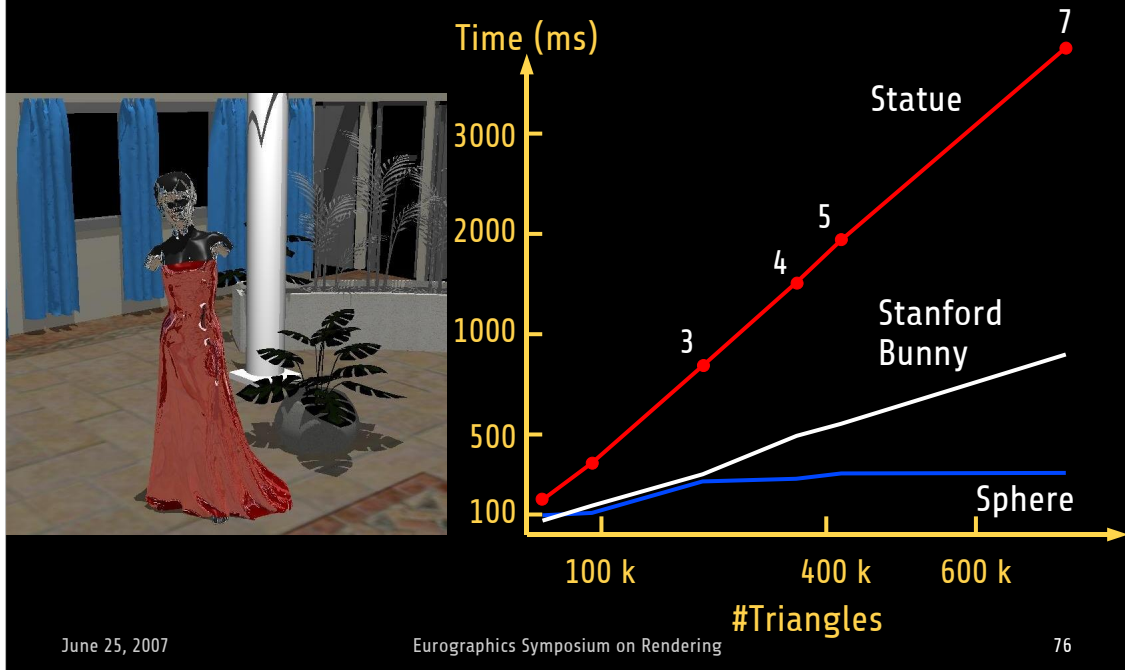 Time (ms)
7
Statue
3000
5
2000
4
Stanford
Bunny
1000
3
500
Sphere
100
100 k
400 k
600 k
#Triangles
June 25, 2007
Eurographics Symposium on Rendering
76